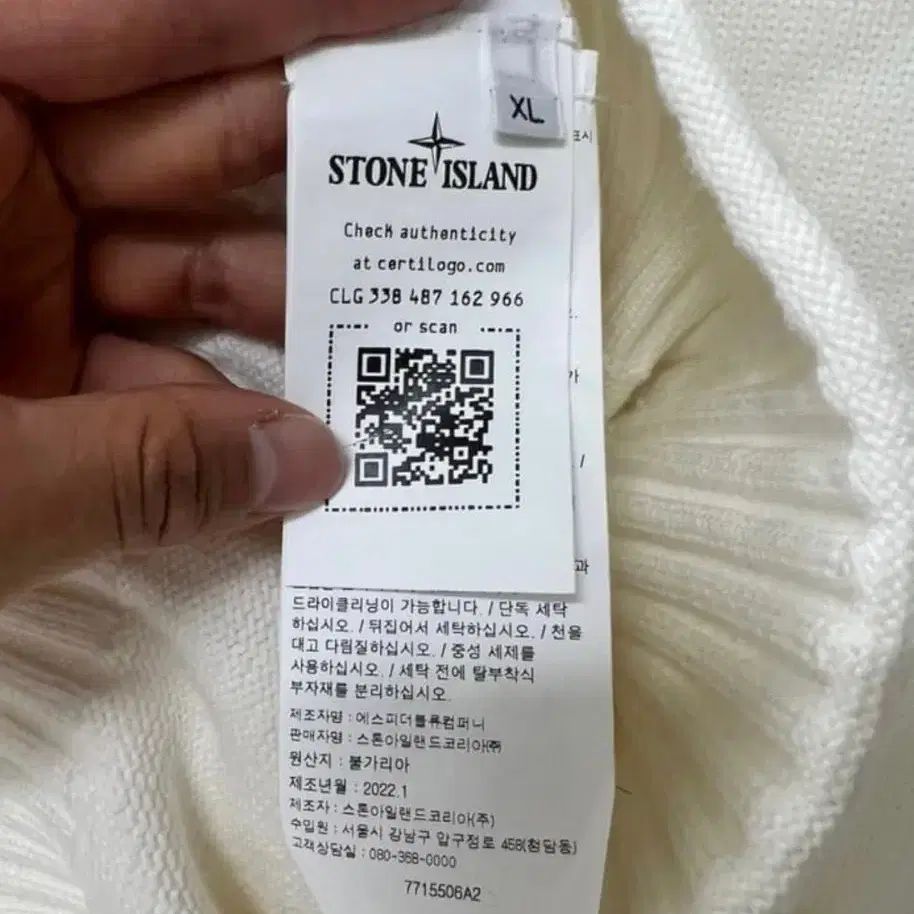 XL
STONE ISLAND
Check authenticity
at certilogo.com
CLG 338 487 162 966
or scan
표시
가
/
과
드라이클리닝이 가능합니다. / 단독 세탁
하십시오. / 뒤집어서 세탁하십시오. / 천을
대고 다림질하십시오. / 중성 세제를
사용하십시오. / 세탁 전에 탈부착식
부자재를 분리하십시오.
제조자명 : 에스피더블류컴퍼니
판매자명 : 스톤아일랜드코리아㈜
원산지 : 불가리아
제조년월 : 2022.1
제조자 : 스톤아일랜드코리아(주)
수입원 : 서울시 강남구 압구정로 458(청담동)
고객상담실 : 080-368-0000
7715506A2